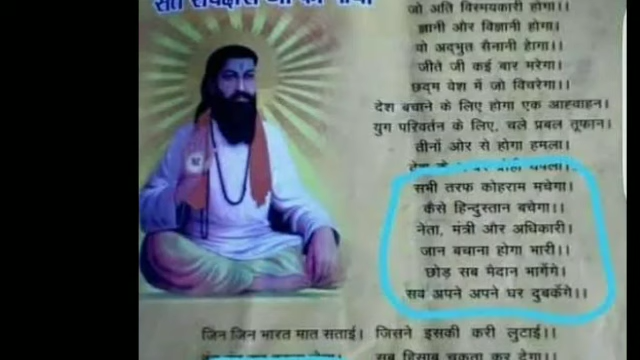 जो अति विस्मयकारी होगा।।
ज्ञानी और विज्ञानी होगा।
वो अद्भुत सैनानी होगा।।
जीते जी कई बार मरेगा।
छद्म वेश में जो विचरेगा।।
देश बचाने के लिए होगा एक आहवाहन।
युग परिवर्तन के लिए, चले प्रबल तूफान।
तीनों ओर से होगा हमला।
सभी तरफ कोहराम मचेगा।
कैसे हिन्दुस्तान बचेगा।।
नेता, मंत्री और अधिकारी।
जान बचाना होगा भारी।।
छोड़ सब मैदान भागेंगे।
सब अपने अपने घर दुबकेंगे।।
जिन जिन भारत मात सताई। जिसने इसकी करी लुटाई।।
सब हिसाब चुकता कर देगा।।